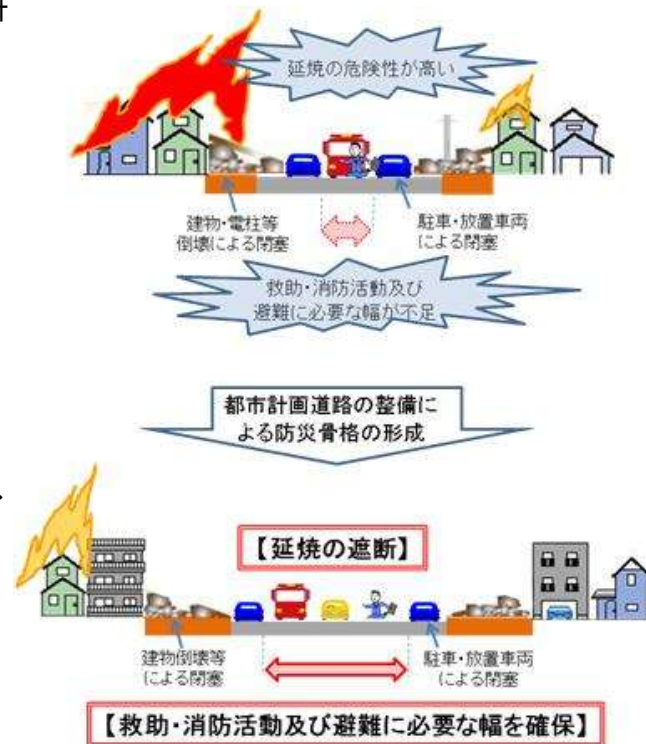 延焼の危険性が高い
建物・電柱等
倒壊による閉塞
駐車・放置車両
による閉塞
救助・消防活動及び
避難に必要な幅が不足
都市計画道路の整備に
よる防災骨格の形成
【延焼の遮断】
建物倒壊等
による閉塞
駐車・放置車両
による閉塞
【救助・消防活動及び避難に必要な幅を確保】